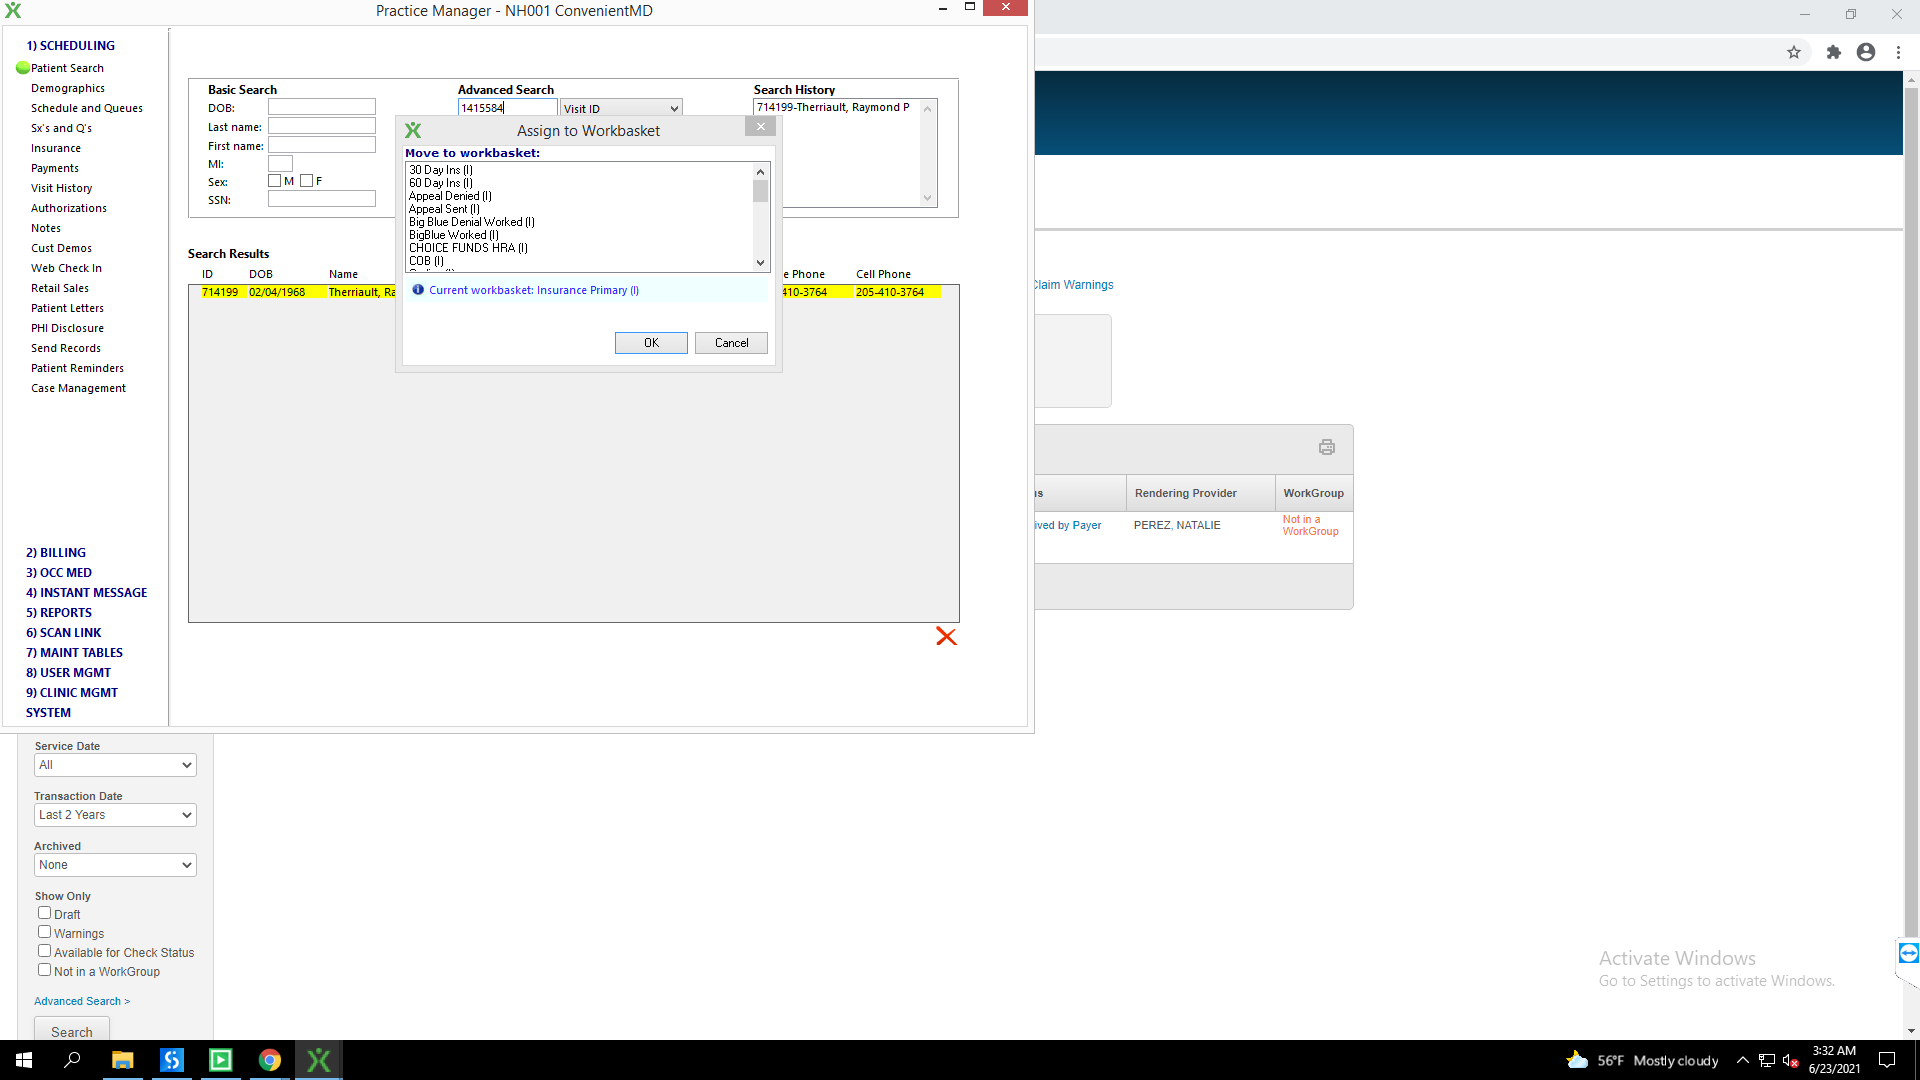 Practice Manager - NH001 ConvenientMD
1) SCHEDULING
Patient Search
Demographics
Schedule and Queues
Sx's and Q's
Insurance
Payments
Visit History
Authorizations
Notes
Cust Demos
Web Check In
Retail Sales
Patient Letters
PHI Disclosure
Send Records
Patient Reminders
Case Management
2) BILLING
3) OCC MED
4) INSTANT MESSAGE
5) REPORTS
6) SCAN LINK
7) MAINT TABLES
8) USER MGMT
9) CLINIC MGMT
SYSTEM
Basic Search
DOB:
Last name:
First name:
MI:
Sex: M F
SSN:
Advanced Search
1415584 Visit ID
Search History
714199-Therriault, Raymond P
Assign to Workbasket
Move to workbasket:
30 Day Ins (I)
60 Day Ins (I)
Appeal Denied (I)
Appeal Sent (I)
Big Blue Denial Worked (I)
BigBlue Worked (I)
CHOICE FUNDS HRA (I)
COB (I)
Current workbasket: Insurance Primary (I)
OK Cancel
Search Results
ID DOB Name e Phone Cell Phone
714199 02/04/1968 Therriault, Ra 410-3764 205-410-3764
Claim Warnings
us Rendering Provider WorkGroup
ived by Payer PEREZ, NATALIE Not in a
WorkGroup
Service Date
All
Transaction Date
Last 2 Years
Archived
None
Show Only
Draft
Warnings
Available for Check Status
Not in a WorkGroup
Advanced Search >
Search
Activate Windows
Go to Settings to activate Windows.
56°F Mostly cloudy
3:32 AM
6/23/2021